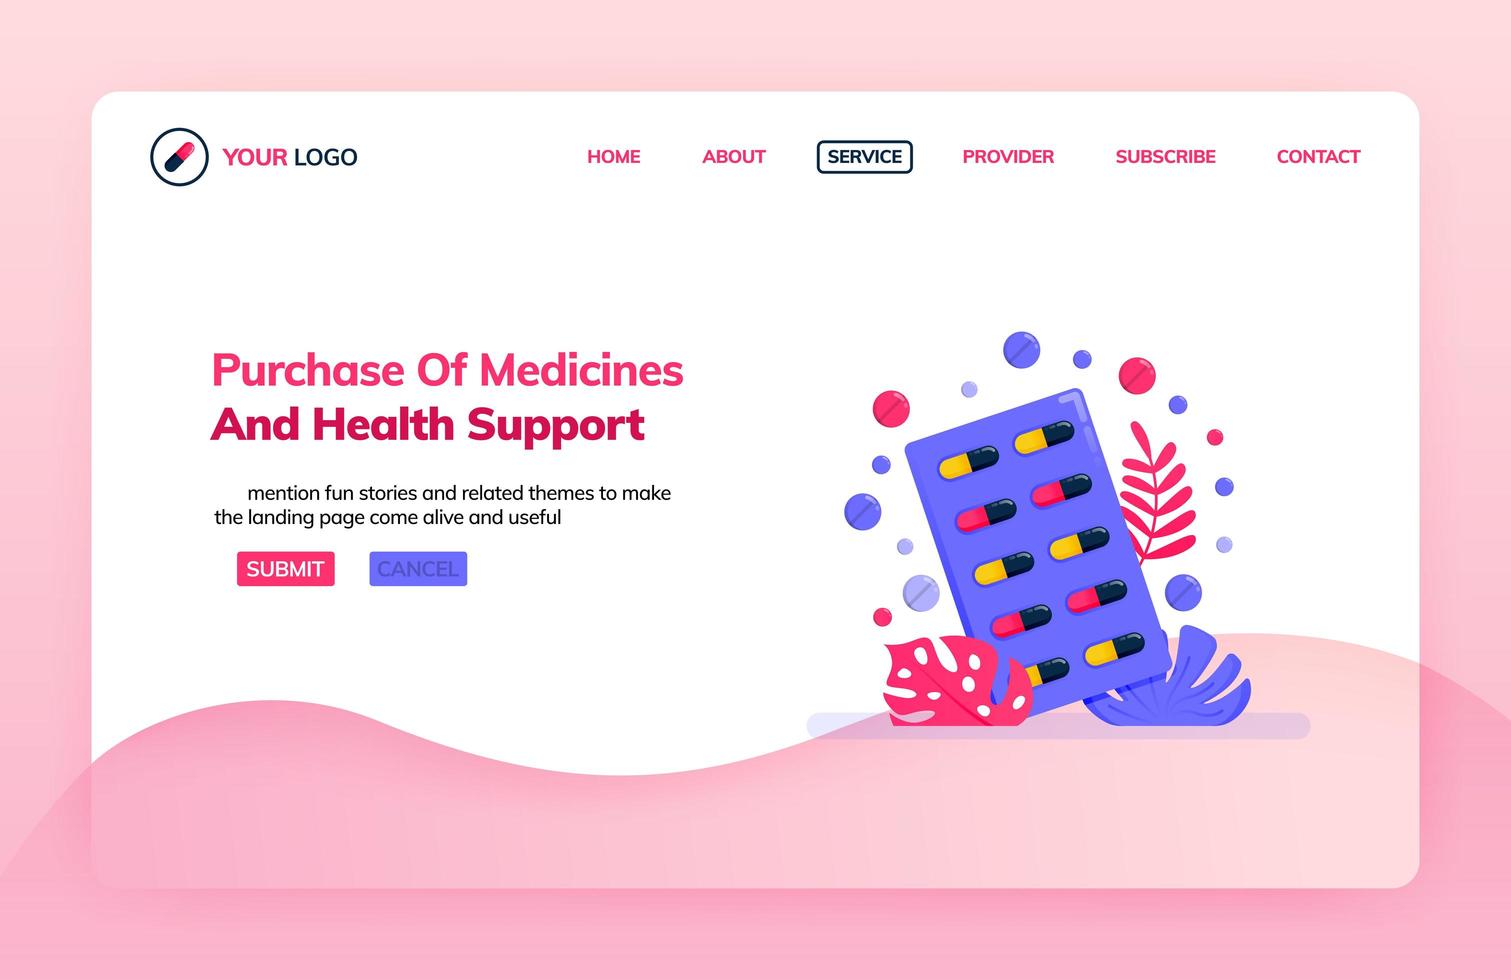 YOUR LOGO
HOME ABOUT SERVICE PROVIDER SUBSCRIBE CONTACT
Purchase Of Medicines
And Health Support
mention fun stories and related themes to make
the landing page come alive and useful
SUBMIT CANCEL